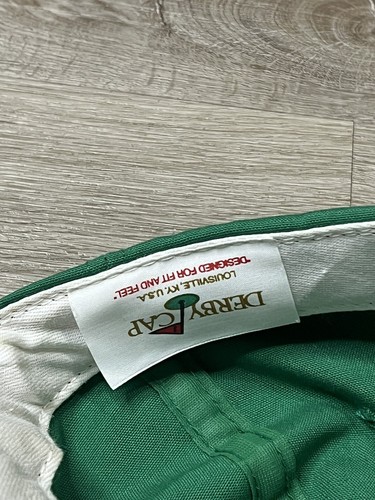 DERBY CAP
LOUISVILLE, KY. U.S.A.
"DESIGNED FOR FIT AND FEEL"